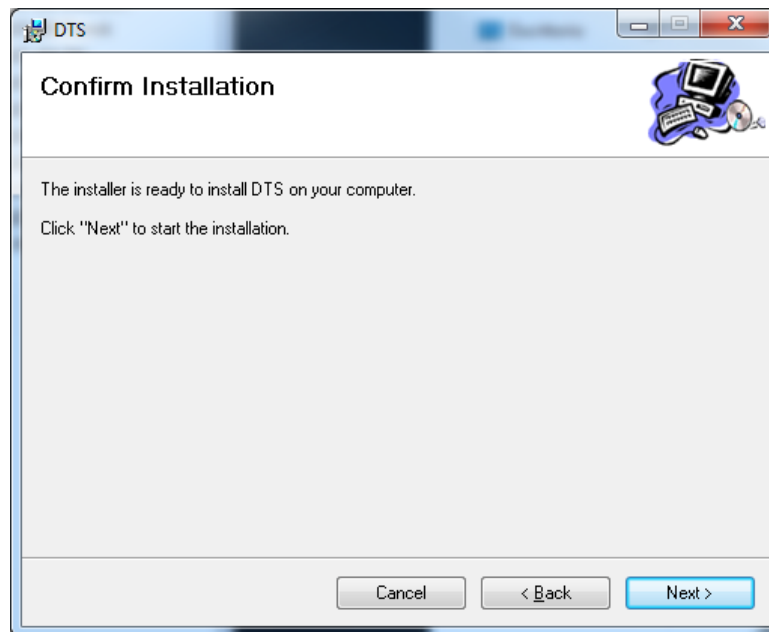 DTS
Confirm Installation
The installer is ready to install DTS on your computer.
Click "Next" to start the installation.
Cancel
< Back
Next >